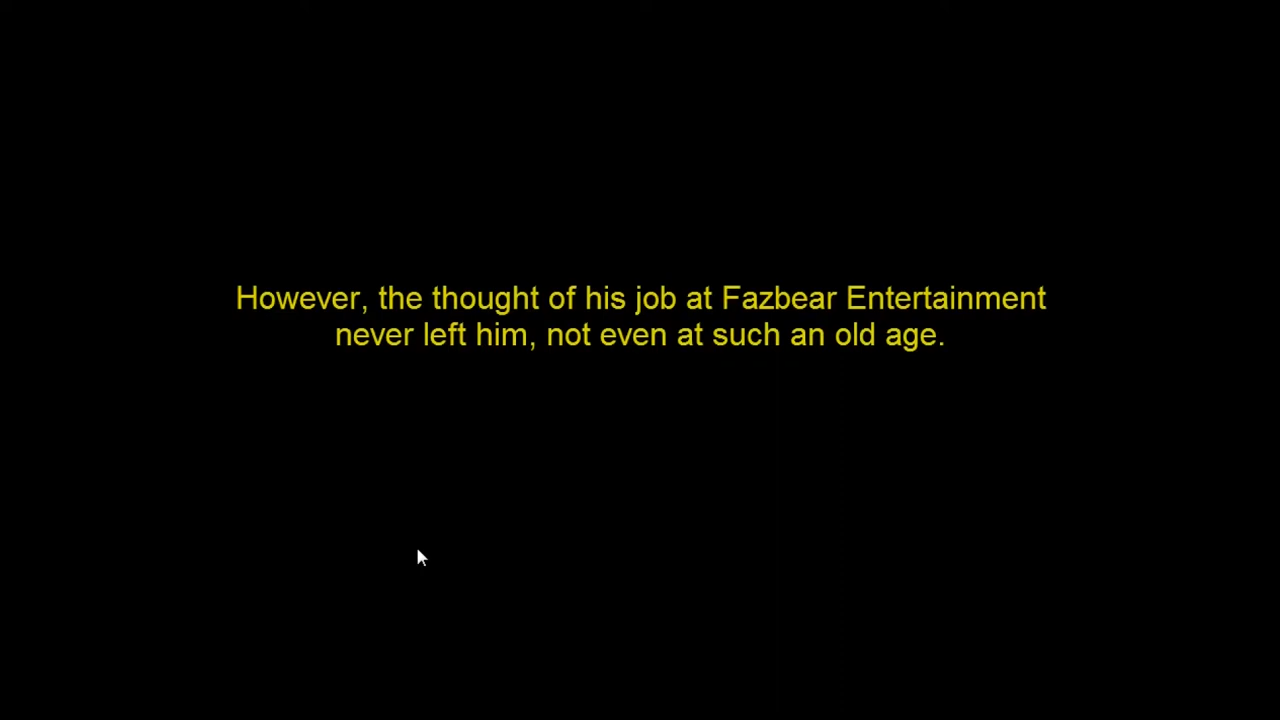 However, the thought of his job at Fazbear Entertainment
never left him, not even at such an old age.